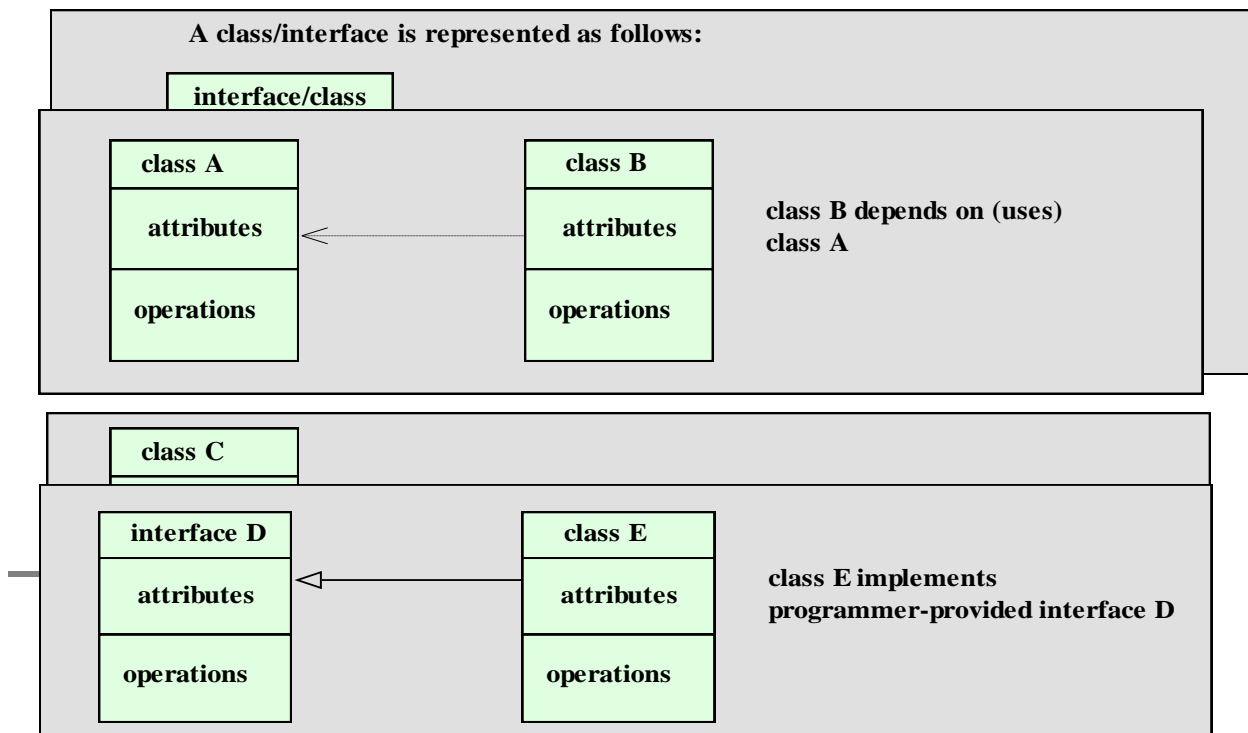 A class/interface is represented as follows:
interface/class
class A
attributes
operations
class B
attributes
operations
class B depends on (uses)
class A
class C
interface D
attributes
operations
class E
attributes
operations
class E implements
programmer-provided interface D